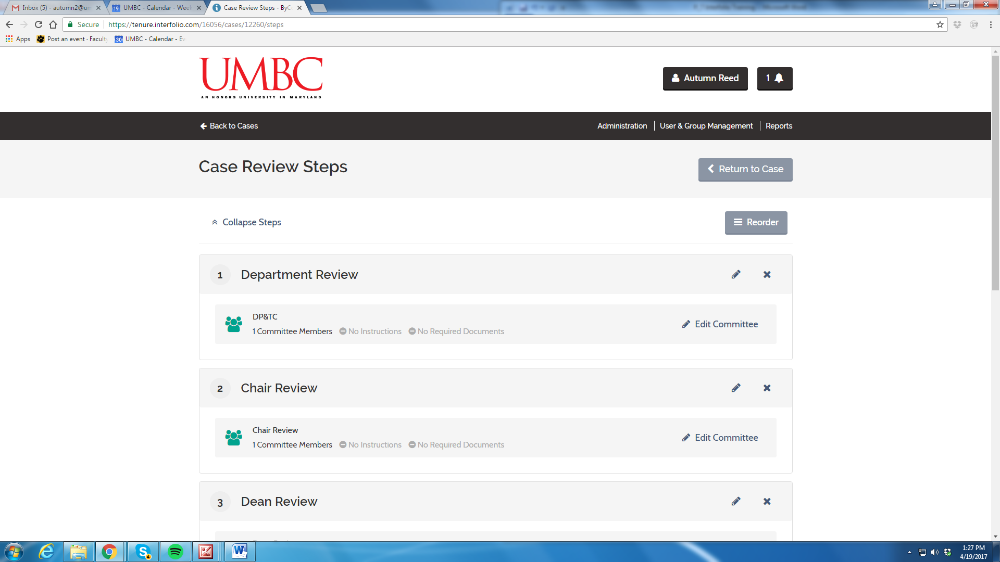 Inbox (5) - autumn2@um
UMBC - Calendar - Week
Case Review Steps - ByC
Secure
https://tenure.interfolio.com/16056/cases/12260/steps
Apps
Post an event · Facult
30
UMBC - Calendar - Ev
UMBC
AN HONORS UNIVERSITY IN MARYLAND
Autumn Reed
1
Back to Cases
Administration
User & Group Management
Reports
Case Review Steps
Return to Case
Collapse Steps
Reorder
1 Department Review
DP&TC
1 Committee Members No Instructions No Required Documents
Edit Committee
2 Chair Review
Chair Review
1 Committee Members No Instructions No Required Documents
Edit Committee
3 Dean Review
1:27 PM
4/19/2017